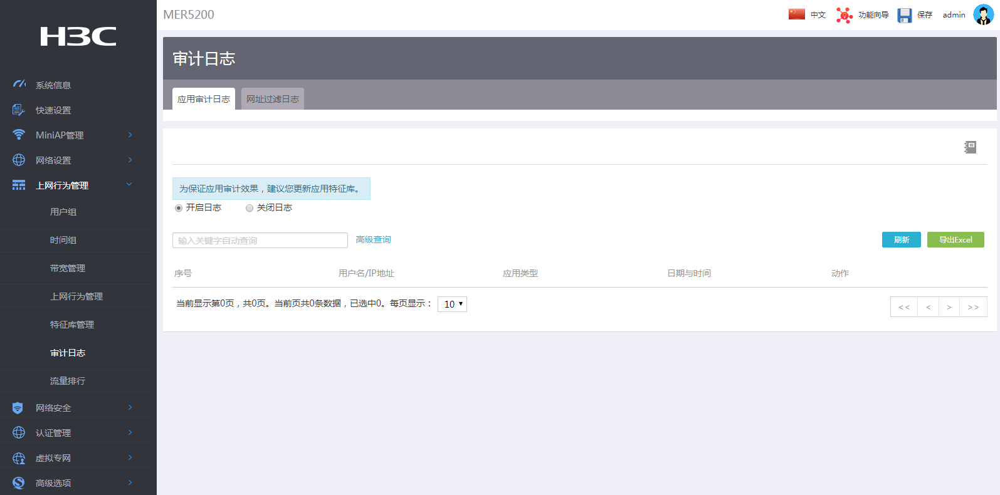 H3C
MER5200
中文
功能向导
保存
admin
系统信息
快速设置
MiniAP管理
网络设置
上网行为管理
用户组
时间组
带宽管理
上网行为管理
特征库管理
审计日志
流量排行
网络安全
认证管理
虚拟专网
高级选项
审计日志
应用审计日志
网址过滤日志
为保证应用审计效果，建议您更新应用特征库。
开启日志
关闭日志
输入关键字自动查询
高级查询
刷新
导出Excel
序号
用户名/IP地址
应用类型
日期与时间
动作
当前显示第0页，共0页。当前页共0条数据，已选中0。每页显示：
10
<< < > >>